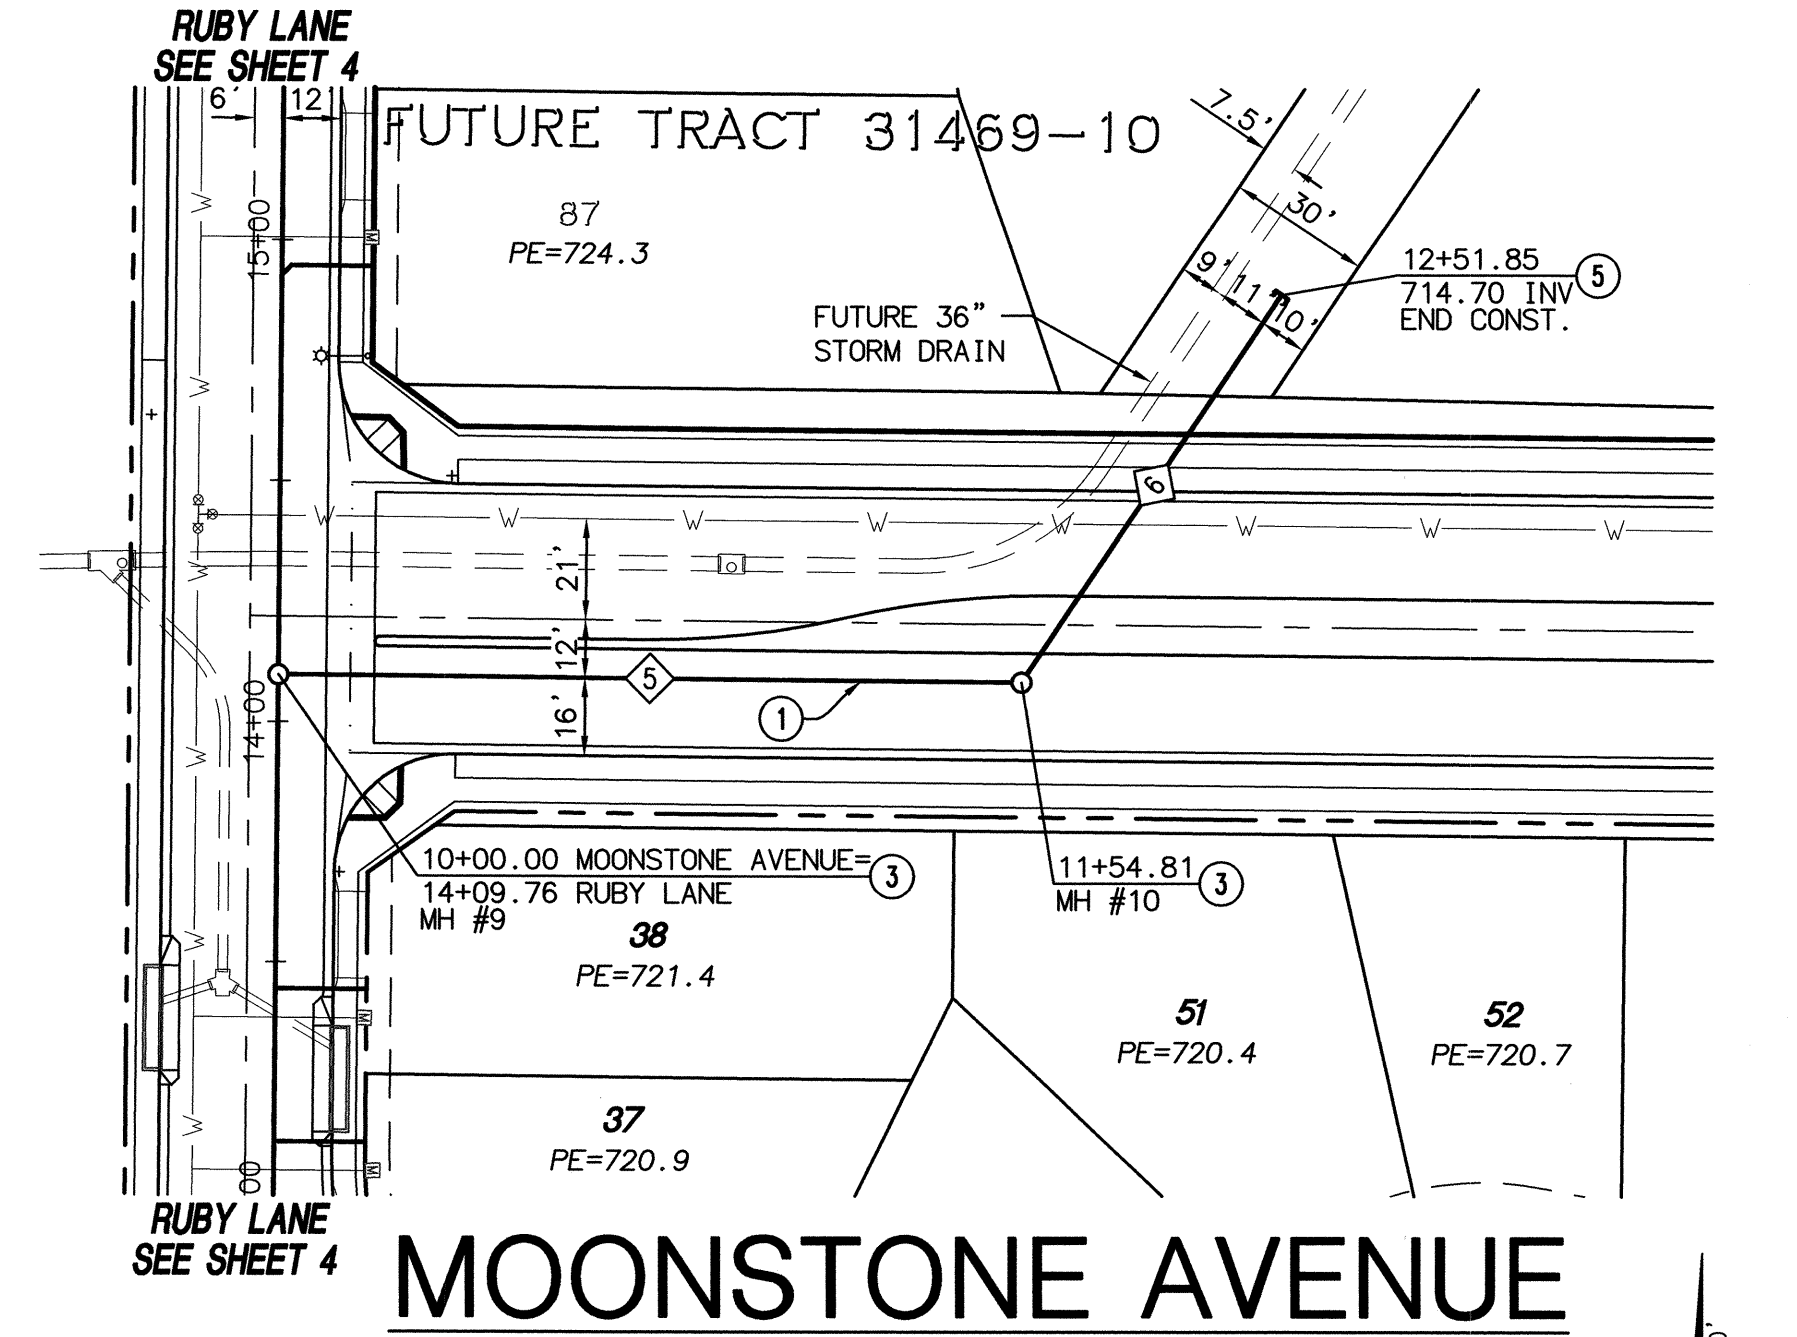 RUBY LANE
SEE SHEET 4
6'
12
FUTURE TRACT 31469-10
7.5'
15+00
87
PE=724.3
30'
9'
11'
10'
12+51.85
5
714.70 INV
END CONST.
FUTURE 36"
STORM DRAIN
M
6
W
W
W
W
W
W
W
W
W
W
W
W
W
W
21'
12'
16'
5
1
14+00
10+00.00 MOONSTONE AVENUE=
3
14+09.76 RUBY LANE
MH #9
11+54.81
3
MH #10
38
PE=721.4
51
PE=720.4
52
PE=720.7
M
37
PE=720.9
M
00
RUBY LANE
SEE SHEET 4
MOONSTONE AVENUE